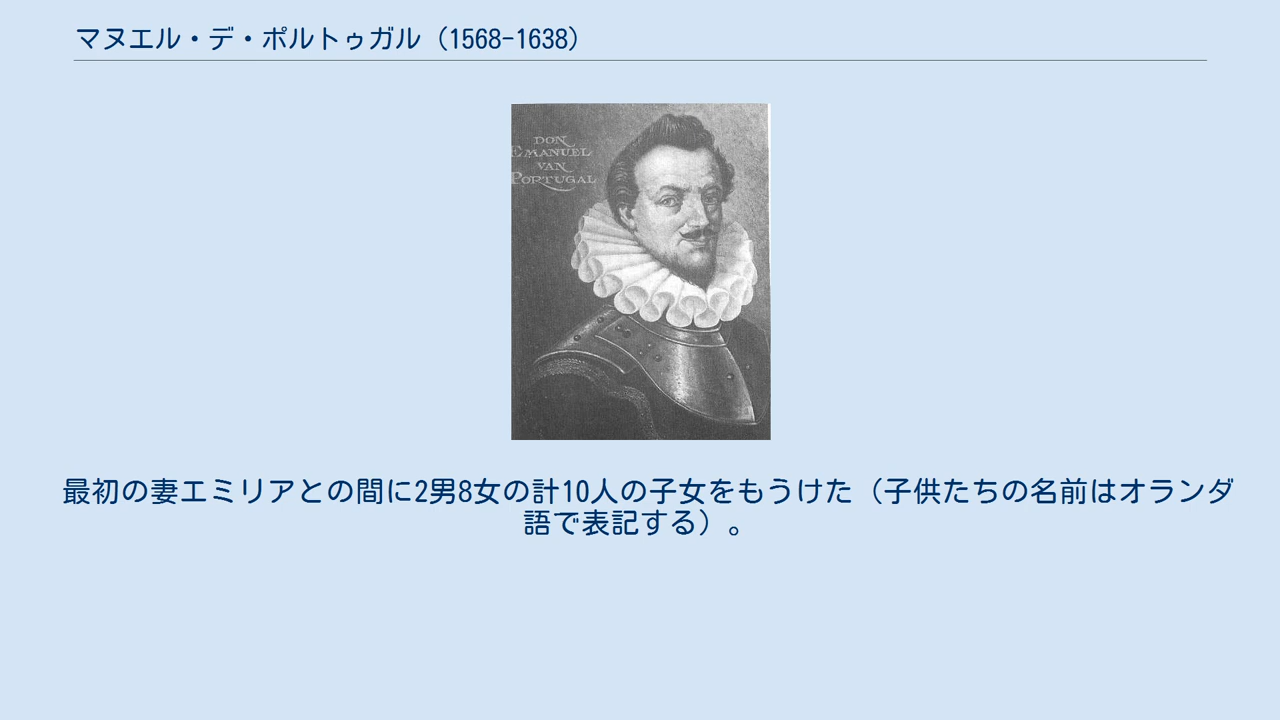 マヌエル・デ・ポルトゥガル（1568-1638）
DON
EMANUEL
VAN
PORTUGAL
最初の妻エミリアとの間に2男8女の計10人の子女をもうけた（子供たちの名前はオランダ
語で表記する）。